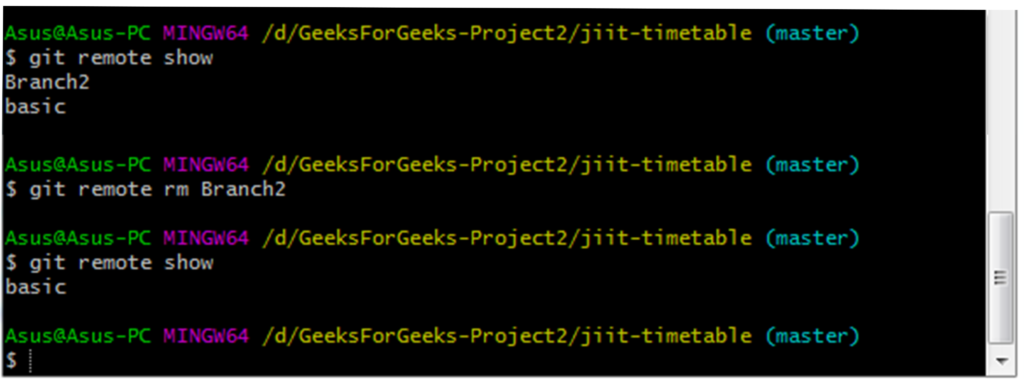 Asus@Asus-PC MINGW64 /d/GeeksForGeeks-Project2/jiit-timetable (master)
$ git remote show
Branch2
basic
Asus@Asus-PC MINGW64 /d/GeeksForGeeks-Project2/jiit-timetable (master)
$ git remote rm Branch2
Asus@Asus-PC MINGW64 /d/GeeksForGeeks-Project2/jiit-timetable (master)
$ git remote show
basic
Asus@Asus-PC MINGW64 /d/GeeksForGeeks-Project2/jiit-timetable (master)
$